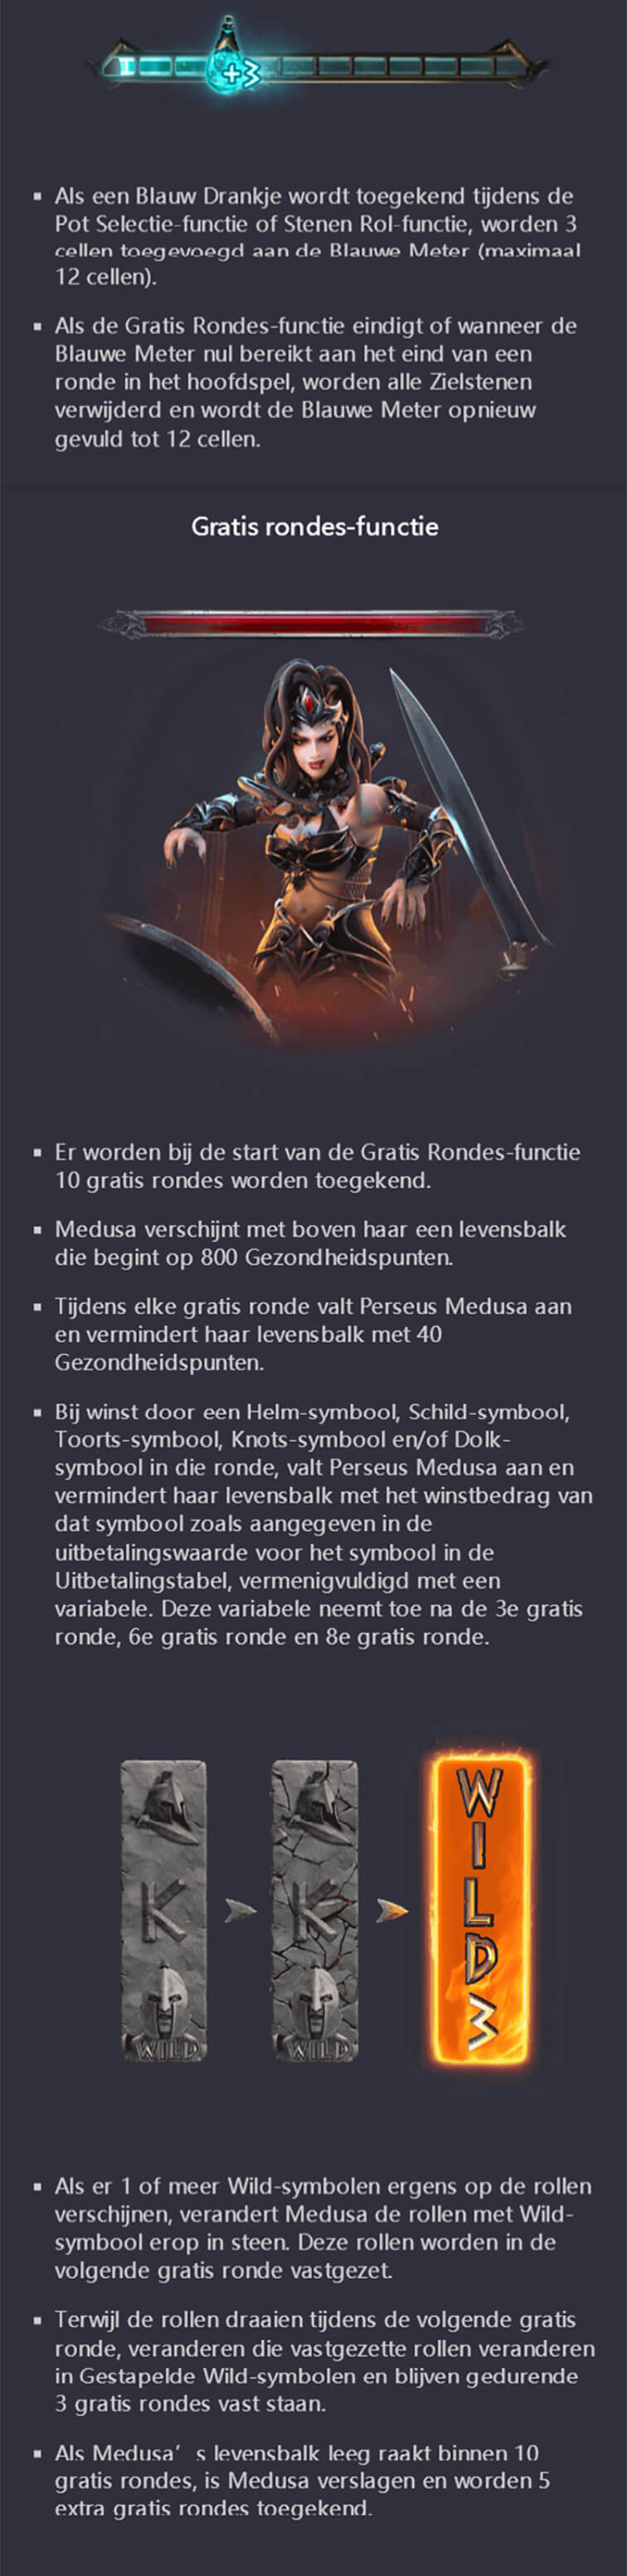 +3
▪ Als een Blauw Drankje wordt toegekend tijdens de
Pot Selectie-functie of Stenen Rol-functie, worden 3
cellen toegevoegd aan de Blauwe Meter (maximaal
12 cellen).
▪ Als de Gratis Rondes-functie eindigt of wanneer de
Blauwe Meter nul bereikt aan het eind van een
ronde in het hoofdspel, worden alle Zielstenen
verwijderd en wordt de Blauwe Meter opnieuw
gevuld tot 12 cellen.
Gratis rondes-functie
▪ Er worden bij de start van de Gratis Rondes-functie
10 gratis rondes worden toegekend.
▪ Medusa verschijnt met boven haar een levensbalk
die begint op 800 Gezondheidspunten.
▪ Tijdens elke gratis ronde valt Perseus Medusa aan
en vermindert haar levensbalk met 40
Gezondheidspunten.
▪ Bij winst door een Helm-symbool, Schild-symbool,
Toorts-symbool, Knots-symbool en/of Dolk-
symbool in die ronde, valt Perseus Medusa aan en
vermindert haar levensbalk met het winstbedrag van
dat symbool zoals aangegeven in de
uitbetalingswaarde voor het symbool in de
Uitbetalingstabel, vermenigvuldigd met een
variabele. Deze variabele neemt toe na de 3e gratis
ronde, 6e gratis ronde en 8e gratis ronde.
K
WILD
K
WILD
WILD
3
▪ Als er 1 of meer Wild-symbolen ergens op de rollen
verschijnen, verandert Medusa de rollen met Wild-
symbool erop in steen. Deze rollen worden in de
volgende gratis ronde vastgezet.
▪ Terwijl de rollen draaien tijdens de volgende gratis
ronde, veranderen die vastgezette rollen veranderen
in Gestapelde Wild-symbolen en blijven gedurende
3 gratis rondes vast staan.
▪ Als Medusa’ s levensbalk leeg raakt binnen 10
gratis rondes, is Medusa verslagen en worden 5
extra gratis rondes toegekend.